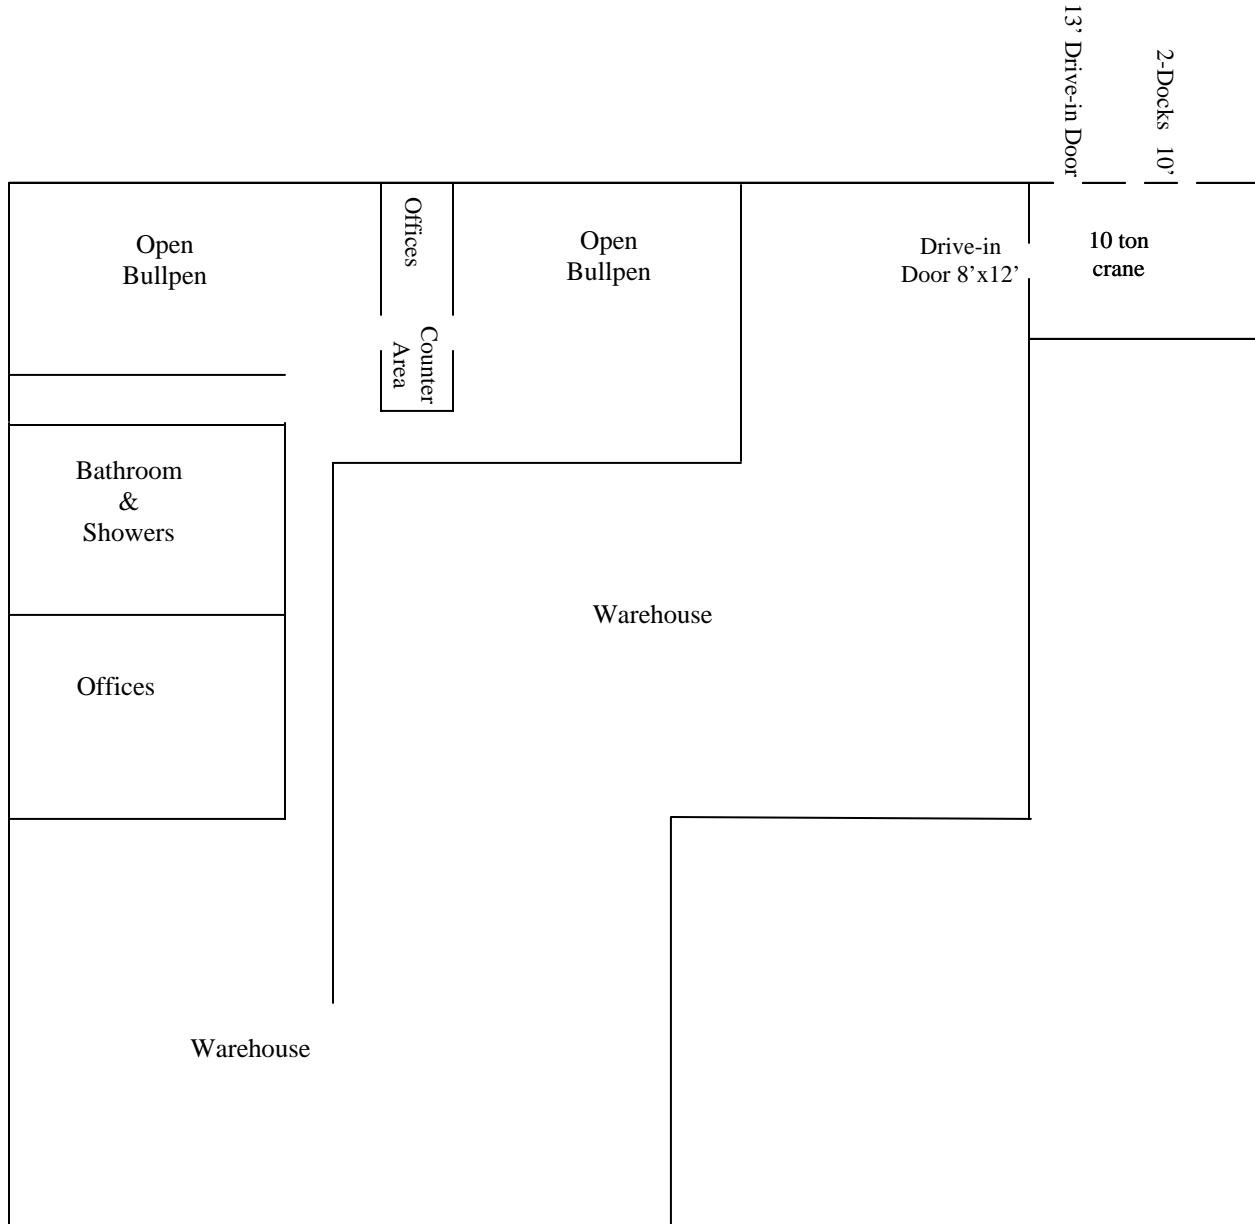 13’ Drive-in Door
2-Docks 10’
Open
Bullpen
Offices
Open
Bullpen
Drive-in
Door 8’x12’
10 ton
crane
Counter
Area
Bathroom
&
Showers
Warehouse
Offices
Warehouse